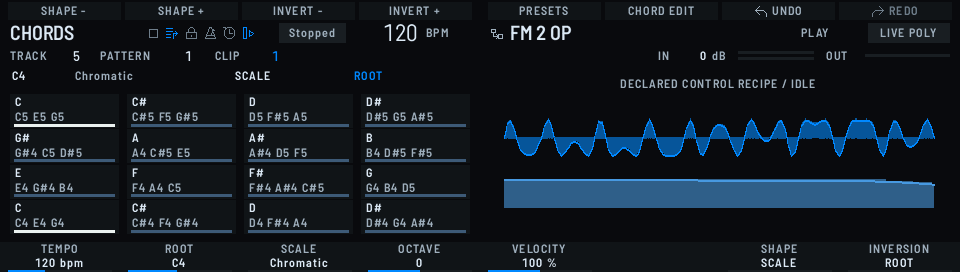 SHAPE - SHAPE + INVERT - INVERT + PRESETS CHORD EDIT UNDO REDO
CHORDS Stopped 120 BPM FM 2 OP PLAY LIVE POLY
TRACK 5 PATTERN 1 CLIP 1 IN 0 dB OUT
C4 Chromatic SCALE ROOT
DECLARED CONTROL RECIPE / IDLE
C C# D D#
C5 E5 G5 C#5 F5 G#5 D5 F#5 A5 D#5 G5 A#5
G# A A# B
G#4 C5 D#5 A4 C#5 E5 A#4 D5 F5 B4 D#5 F#5
E F F# G
E4 G#4 B4 F4 A4 C5 F#4 A#4 C#5 G4 B4 D5
C C# D D#
C4 E4 G4 C#4 F4 G#4 D4 F#4 A4 D#4 G4 A#4
TEMPO ROOT SCALE OCTAVE VELOCITY SHAPE INVERSION
120 bpm C4 Chromatic 0 100 % SCALE ROOT